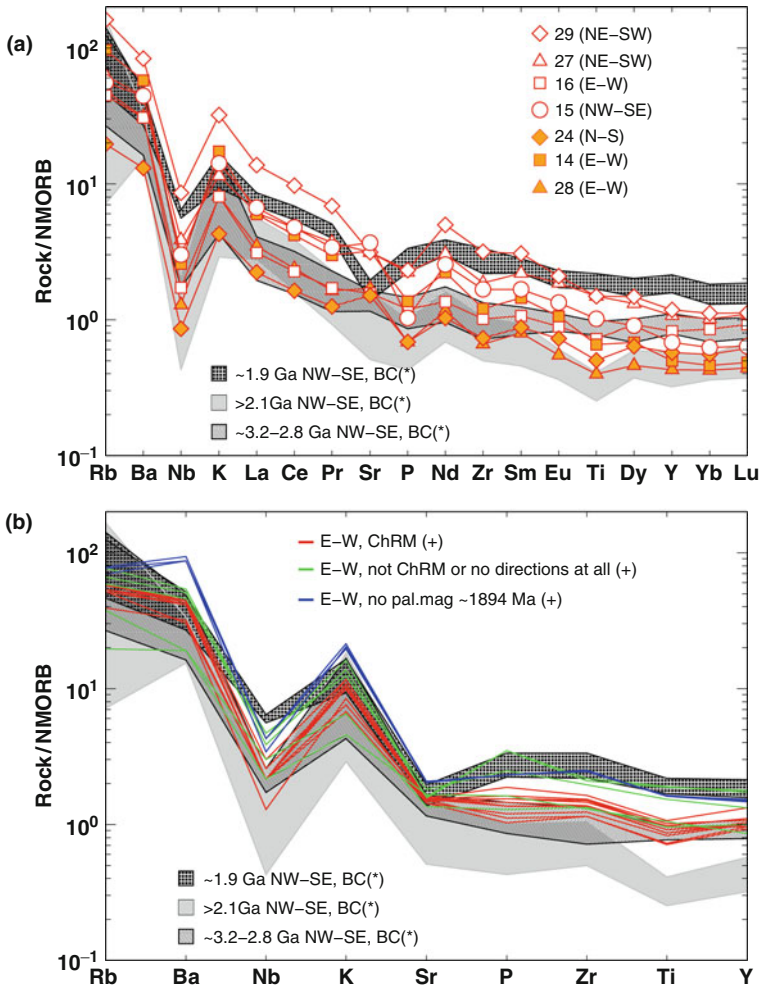 (a)
10²
10¹
10⁰
10⁻¹
Rock/NMORB
29 (NE–SW)
27 (NE–SW)
16 (E–W)
15 (NW–SE)
24 (N–S)
14 (E–W)
28 (E–W)
~1.9 Ga NW–SE, BC(*)
>2.1Ga NW–SE, BC(*)
~3.2–2.8 Ga NW–SE, BC(*)
Rb Ba Nb K La Ce Pr Sr P Nd Zr Sm Eu Ti Dy Y Yb Lu
(b)
10²
10¹
10⁰
10⁻¹
Rock/NMORB
E–W, ChRM (+)
E–W, not ChRM or no directions at all (+)
E–W, no pal.mag ~1894 Ma (+)
~1.9 Ga NW–SE, BC(*)
>2.1Ga NW–SE, BC(*)
~3.2–2.8 Ga NW–SE, BC(*)
Rb Ba Nb K Sr P Zr Ti Y